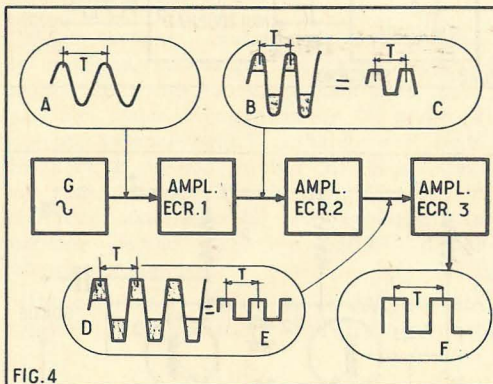 T
A
T
B
=
C
G
AMPL.
ECR.1
AMPL.
ECR.2
AMPL.
ECR. 3
T
D
=
T
E
T
F
FIG.4